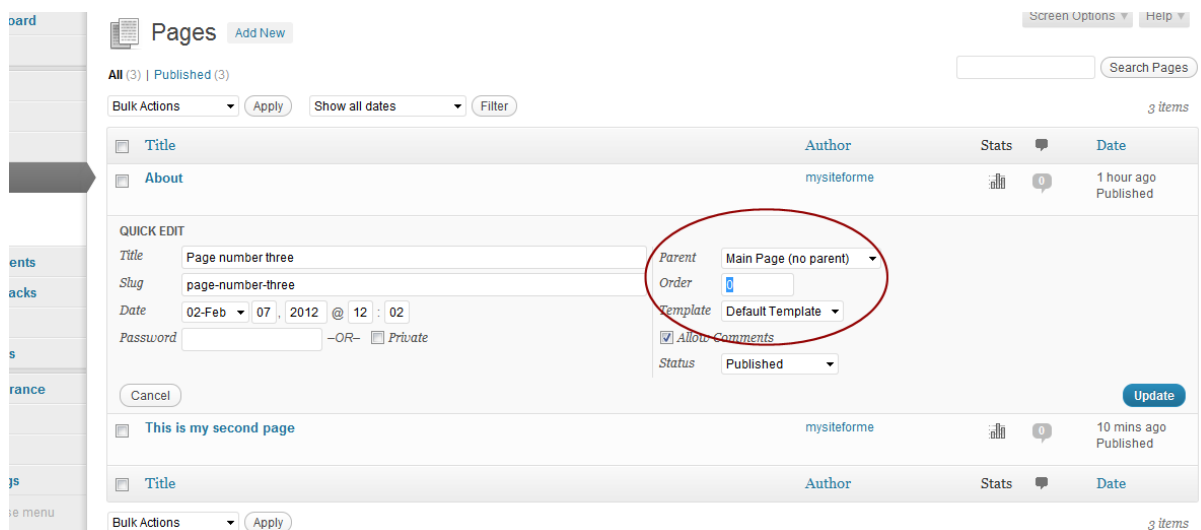 oard
Screen Options Help
Pages Add New
All (3) | Published (3)
Search Pages
Bulk Actions Apply Show all dates Filter
3 items
Title Author Stats Date
About mysiteforme 0 1 hour ago
Published
QUICK EDIT
Title Page number three Parent Main Page (no parent)
Slug page-number-three Order 0
Date 02-Feb 07 , 2012 @ 12 : 02 Template Default Template
Password –OR– Private Allow Comments
Status Published
Cancel Update
This is my second page mysiteforme 0 10 mins ago
Published
Title Author Stats Date
Bulk Actions Apply
3 items
ents
acks
s
rance
gs
se menu